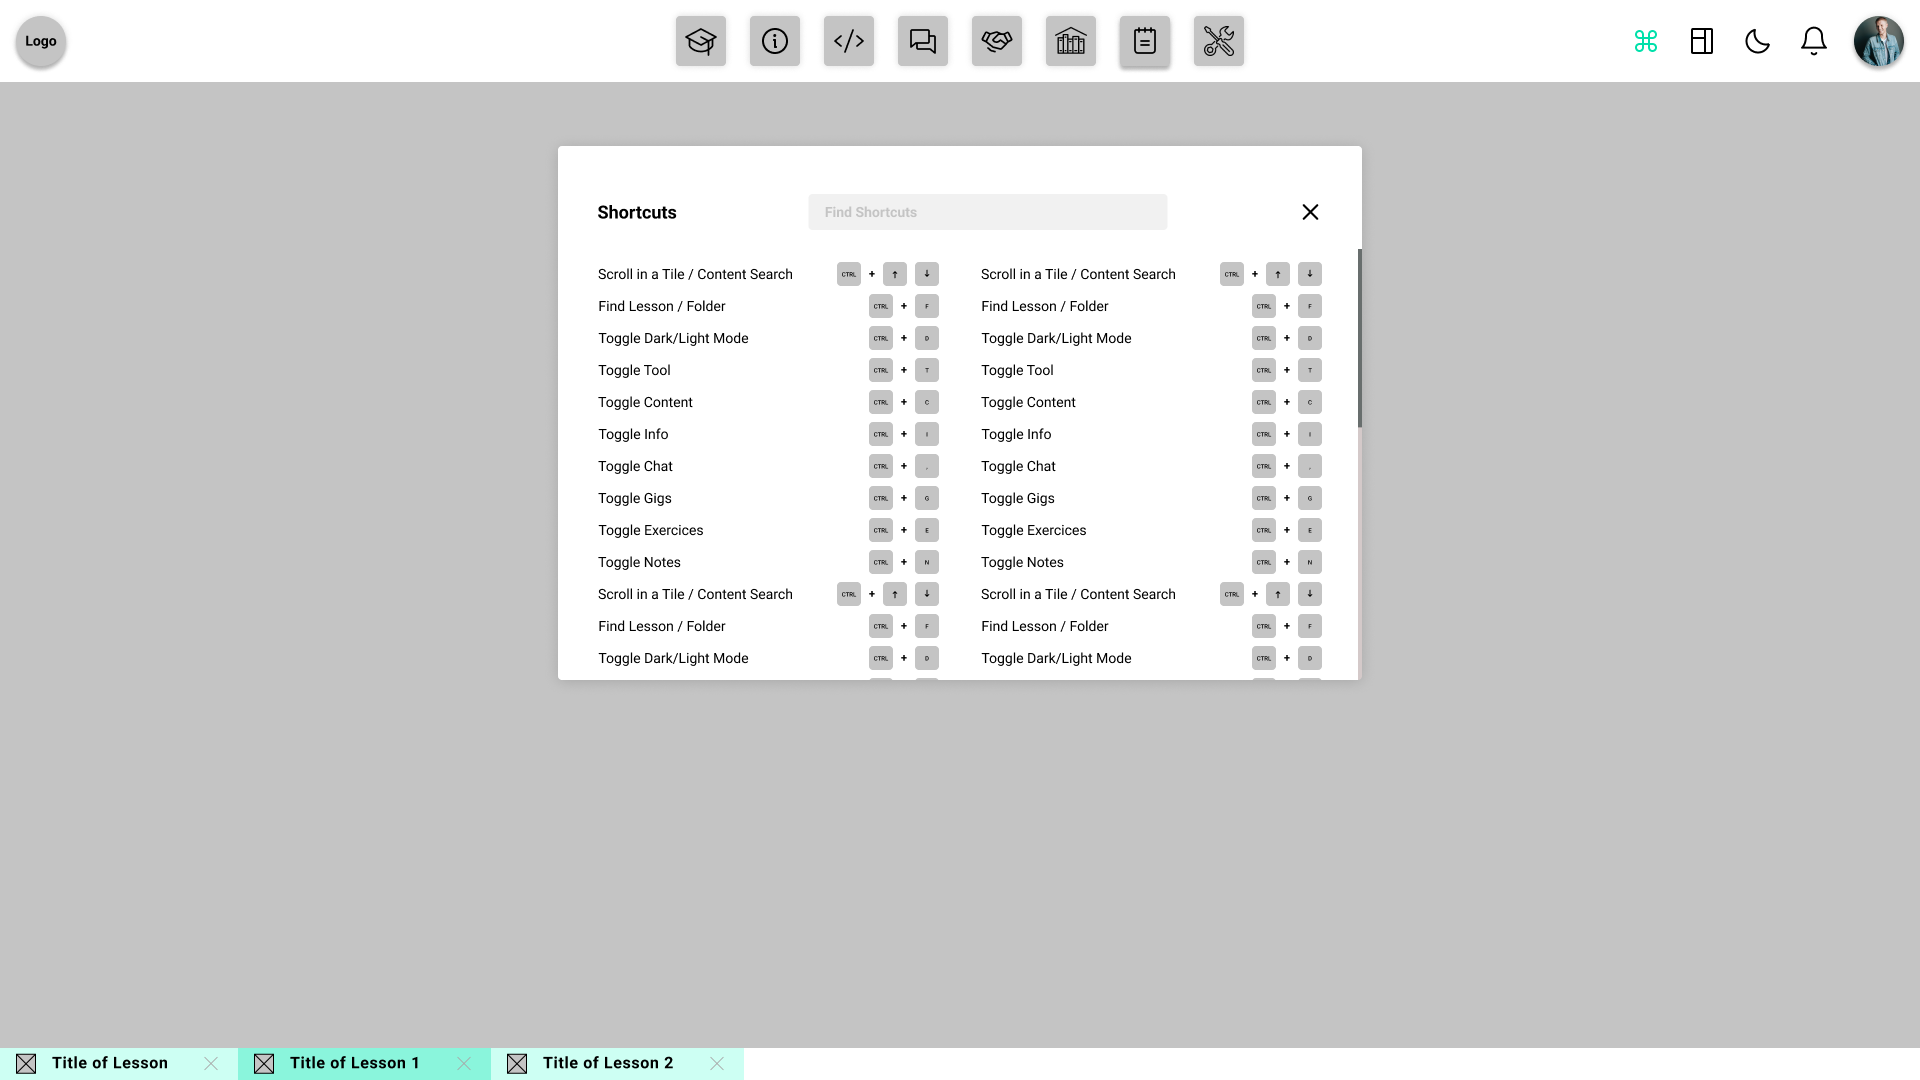 Logo
Shortcuts
Find Shortcuts
Scroll in a Tile / Content Search CTRL + ↑ ↓
Find Lesson / Folder CTRL + F
Toggle Dark/Light Mode CTRL + D
Toggle Tool CTRL + T
Toggle Content CTRL + C
Toggle Info CTRL + I
Toggle Chat CTRL + ,
Toggle Gigs CTRL + G
Toggle Exercices CTRL + E
Toggle Notes CTRL + N
Scroll in a Tile / Content Search CTRL + ↑ ↓
Find Lesson / Folder CTRL + F
Toggle Dark/Light Mode CTRL + D
Scroll in a Tile / Content Search CTRL + ↑ ↓
Find Lesson / Folder CTRL + F
Toggle Dark/Light Mode CTRL + D
Toggle Tool CTRL + T
Toggle Content CTRL + C
Toggle Info CTRL + I
Toggle Chat CTRL + ,
Toggle Gigs CTRL + G
Toggle Exercices CTRL + E
Toggle Notes CTRL + N
Scroll in a Tile / Content Search CTRL + ↑ ↓
Find Lesson / Folder CTRL + F
Toggle Dark/Light Mode CTRL + D
Title of Lesson
Title of Lesson 1
Title of Lesson 2